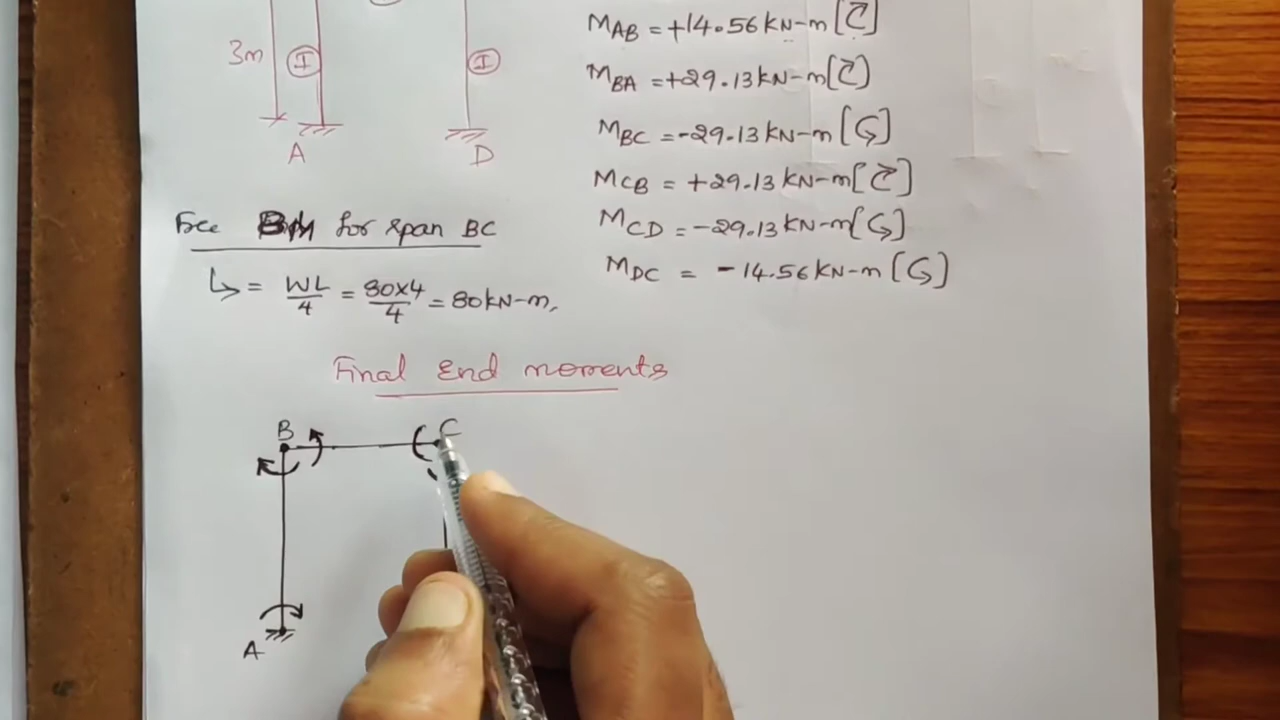 3m
I
I
A
D
MAB = +14.56 KN-m [↻]
MBA = +29.13 KN-m [↻]
MBC = -29.13 KN-m [↺]
MCB = +29.13 KN-m [↻]
MCD = -29.13 KN-m [↺]
MDC = -14.56 KN-m [↺]
Free BM for span BC
↳ = WL/4 = 80x4/4 = 80 KN-m,
Final End moments
B
C
A